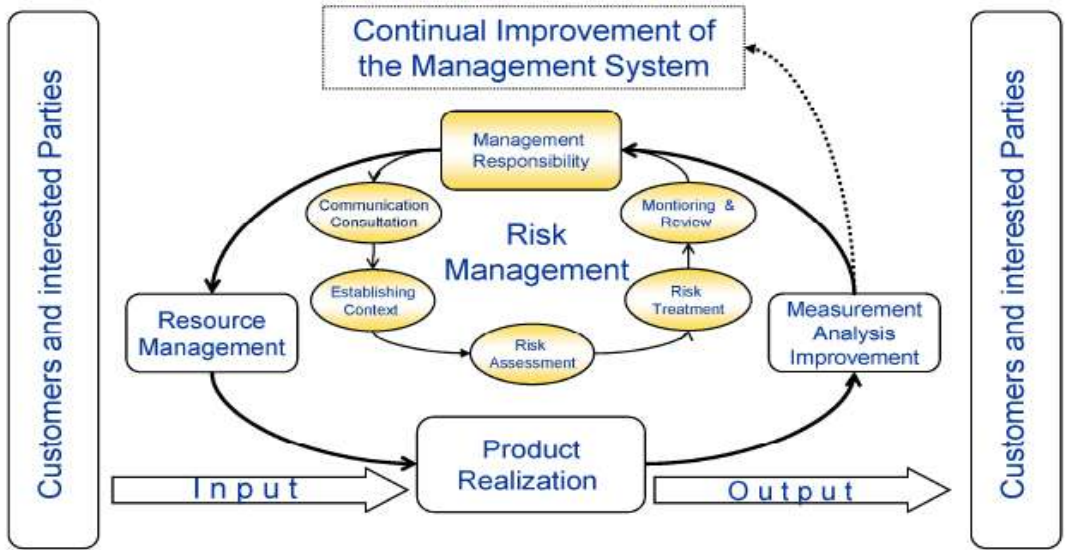 Customers and interested Parties
Continual Improvement of
the Management System
Management
Responsibility
Communication
Consultation
Montioring &
Review
Risk
Management
Establishing
Context
Risk
Treatment
Risk
Assessment
Resource
Management
Measurement
Analysis
Improvement
Product
Realization
Input
Output
Customers and interested Parties